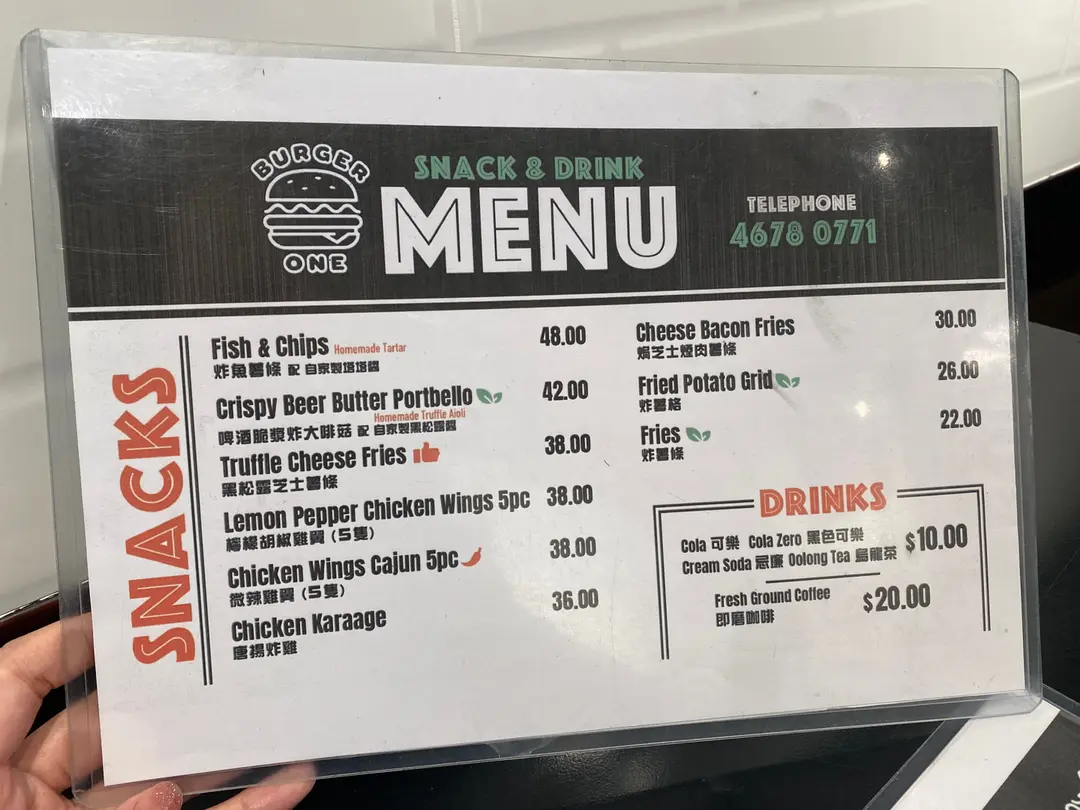 BURGER
ONE
SNACK & DRINK
MENU
TELEPHONE
4678 0771
SNACKS
Fish & Chips Homemade Tartar 48.00
炸魚薯條 配 自家製塔塔醬
Crispy Beer Butter Portbello 42.00
Homemade Truffle Aioli
啤酒脆漿炸大啡菇 配 自家製黑松露醬
Truffle Cheese Fries 38.00
黑松露芝士薯條
Lemon Pepper Chicken Wings 5pc 38.00
檸檬胡椒雞翼 (5隻)
Chicken Wings Cajun 5pc 38.00
微辣雞翼 (5隻)
Chicken Karaage 36.00
唐揚炸雞
Cheese Bacon Fries 30.00
焗芝士煙肉薯條
Fried Potato Grid 26.00
炸薯格
Fries 22.00
炸薯條
DRINKS
Cola 可樂 Cola Zero 黑色可樂
Cream Soda 忌廉 Oolong Tea 烏龍茶 $10.00
Fresh Ground Coffee $20.00
即磨咖啡